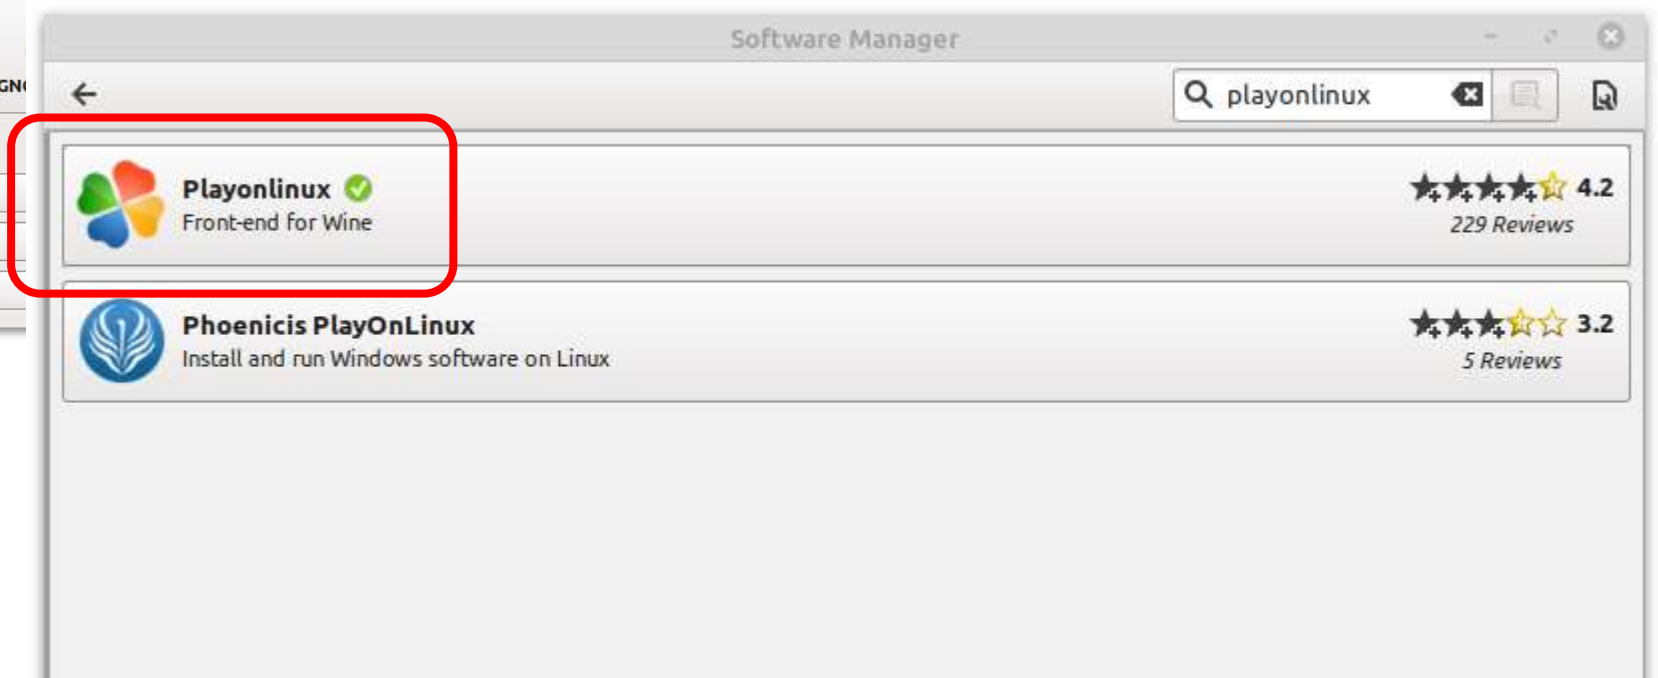 Software Manager
playonlinux
Playonlinux
Front-end for Wine
4.2
229 Reviews
Phoenicis PlayOnLinux
Install and run Windows software on Linux
3.2
5 Reviews